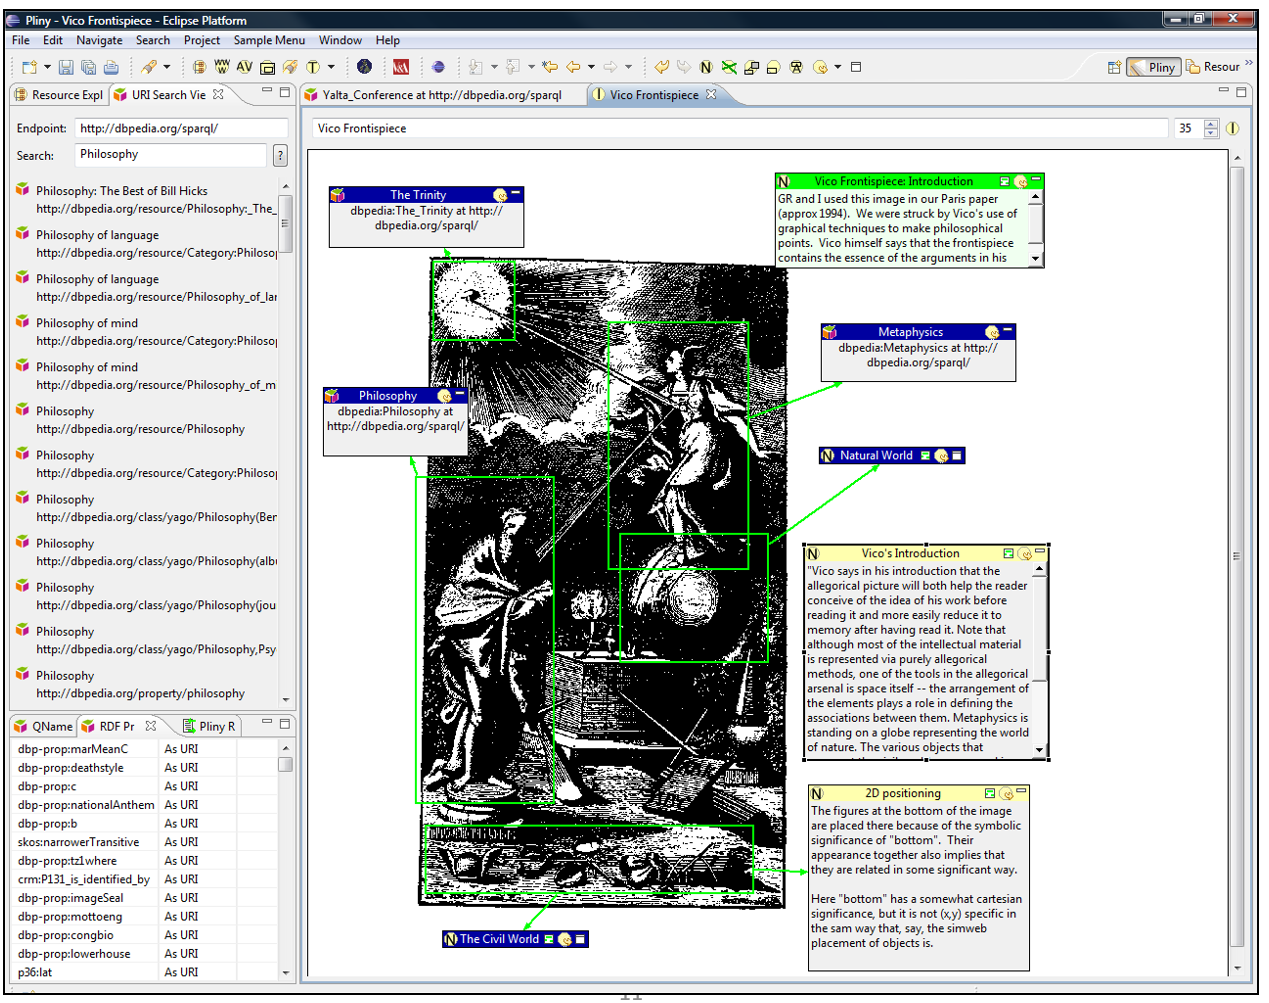 Pliny - Vico Frontispiece - Eclipse Platform
File Edit Navigate Search Project Sample Menu Window Help
Pliny Resour
Resource Expl URI Search Vie
Endpoint: http://dbpedia.org/sparql/
Search: Philosophy ?
Philosophy: The Best of Bill Hicks
http://dbpedia.org/resource/Philosophy:_The_
Philosophy of language
http://dbpedia.org/resource/Category:Philosop
Philosophy of language
http://dbpedia.org/resource/Philosophy_of_lar
Philosophy of mind
http://dbpedia.org/resource/Category:Philosop
Philosophy of mind
http://dbpedia.org/resource/Philosophy_of_m
Philosophy
http://dbpedia.org/resource/Philosophy
Philosophy
http://dbpedia.org/resource/Category:Philosop
Philosophy
http://dbpedia.org/class/yago/Philosophy(Ber
Philosophy
http://dbpedia.org/class/yago/Philosophy(albu
Philosophy
http://dbpedia.org/class/yago/Philosophy(jou
Philosophy
http://dbpedia.org/class/yago/Philosophy,Psy
Philosophy
http://dbpedia.org/property/philosophy
QName RDF Pr Pliny R
dbp-prop:marMeanC As URI
dbp-prop:deathstyle As URI
dbp-prop:c As URI
dbp-prop:nationalAnthem As URI
dbp-prop:b As URI
skos:narrowerTransitive As URI
dbp-prop:tz1where As URI
crm:P131_is_identified_by As URI
dbp-prop:imageSeal As URI
dbp-prop:mottoeng As URI
dbp-prop:congbio As URI
dbp-prop:lowerhouse As URI
p36:lat As URI
Yalta_Conference at http://dbpedia.org/sparql Vico Frontispiece
Vico Frontispiece 35
The Trinity
dbpedia:The_Trinity at http://
dbpedia.org/sparql/
Vico Frontispiece: Introduction
GR and I used this image in our Paris paper
(approx 1994). We were struck by Vico's use of
graphical techniques to make philosophical
points. Vico himself says that the frontispiece
contains the essence of the arguments in his
Metaphysics
dbpedia:Metaphysics at http://
dbpedia.org/sparql/
Philosophy
dbpedia:Philosophy at
http://dbpedia.org/sparql/
Natural World
Vico's Introduction
"Vico says in his introduction that the
allegorical picture will both help the reader
conceive of the idea of his work before
reading it and more easily reduce it to
memory after having read it. Note that
although most of the intellectual material
is represented via purely allegorical
methods, one of the tools in the allegorical
arsenal is space itself -- the arrangement of
the elements plays a role in defining the
associations between them. Metaphysics is
standing on a globe representing the world
of nature. The various objects that
2D positioning
The figures at the bottom of the image
are placed there because of the symbolic
significance of "bottom". Their
appearance together also implies that
they are related in some significant way.
Here "bottom" has a somewhat cartesian
significance, but it is not (x,y) specific in
the sam way that, say, the simweb
placement of objects is.
The Civil World